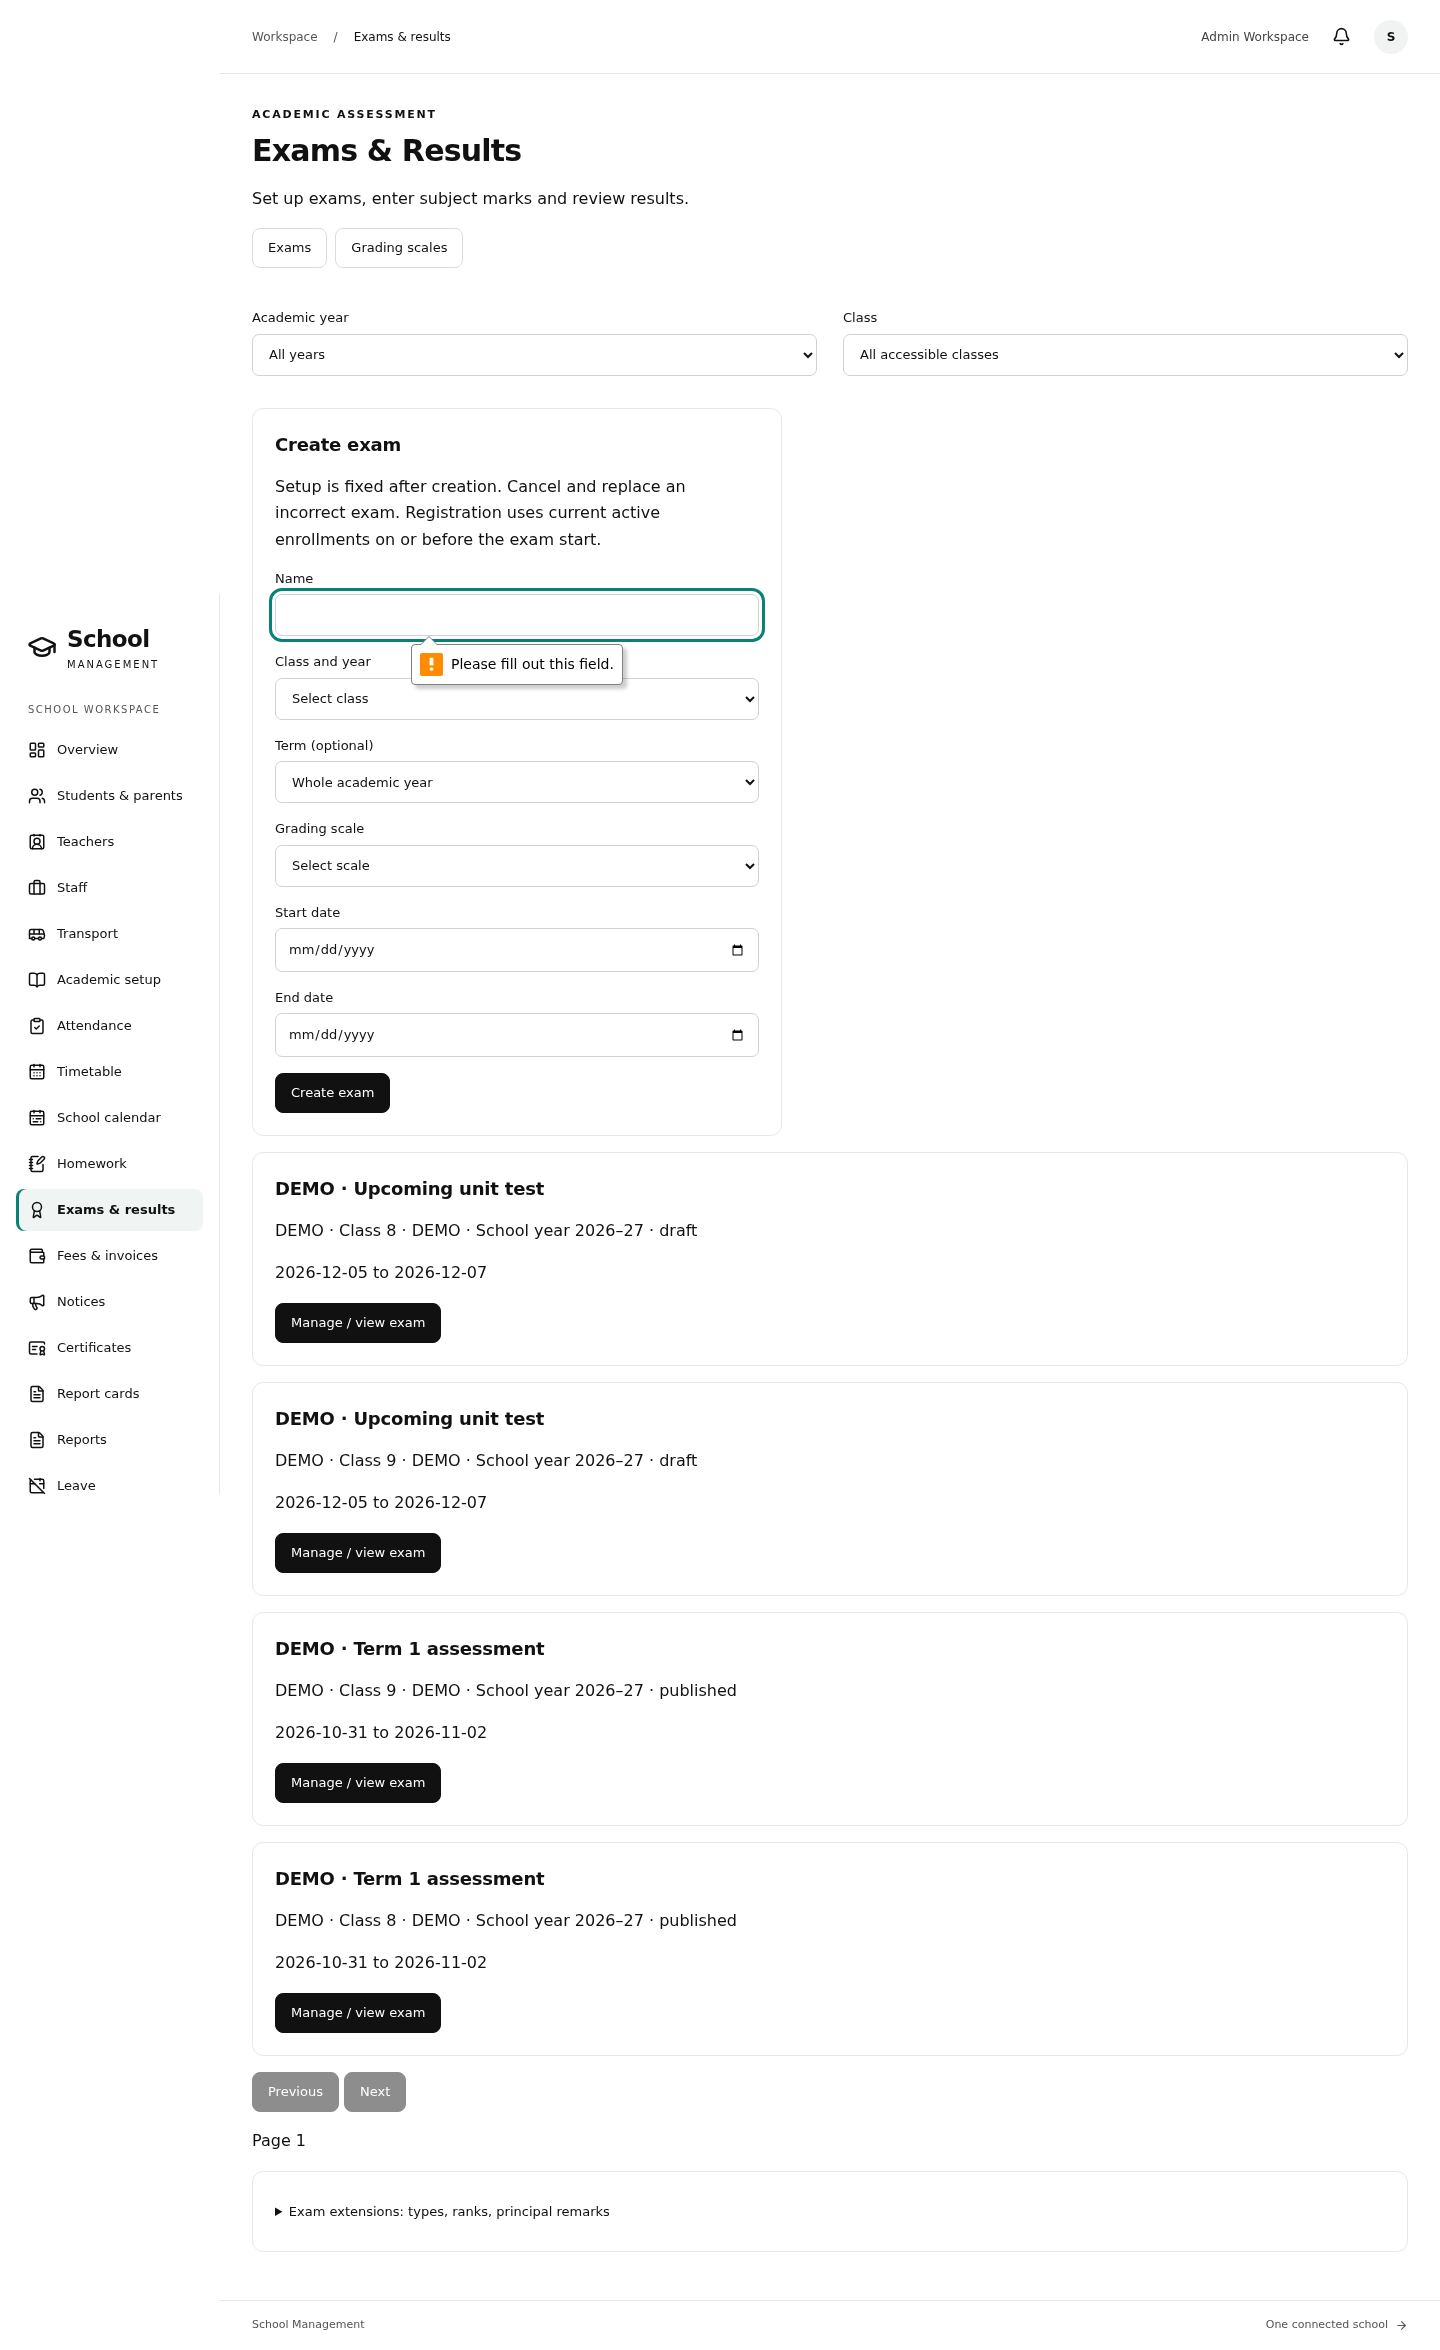 Workspace / Exams & results
Admin Workspace
S
ACADEMIC ASSESSMENT
Exams & Results
Set up exams, enter subject marks and review results.
Exams
Grading scales
Academic year
All years
Class
All accessible classes
Create exam
Setup is fixed after creation. Cancel and replace an
incorrect exam. Registration uses current active
enrollments on or before the exam start.
Name
Please fill out this field.
Class and year
Select class
Term (optional)
Whole academic year
Grading scale
Select scale
Start date
mm/dd/yyyy
End date
mm/dd/yyyy
Create exam
School
MANAGEMENT
SCHOOL WORKSPACE
Overview
Students & parents
Teachers
Staff
Transport
Academic setup
Attendance
Timetable
School calendar
Homework
Exams & results
Fees & invoices
Notices
Certificates
Report cards
Reports
Leave
DEMO · Upcoming unit test
DEMO · Class 8 · DEMO · School year 2026–27 · draft
2026-12-05 to 2026-12-07
Manage / view exam
DEMO · Upcoming unit test
DEMO · Class 9 · DEMO · School year 2026–27 · draft
2026-12-05 to 2026-12-07
Manage / view exam
DEMO · Term 1 assessment
DEMO · Class 9 · DEMO · School year 2026–27 · published
2026-10-31 to 2026-11-02
Manage / view exam
DEMO · Term 1 assessment
DEMO · Class 8 · DEMO · School year 2026–27 · published
2026-10-31 to 2026-11-02
Manage / view exam
Previous
Next
Page 1
Exam extensions: types, ranks, principal remarks
School Management
One connected school